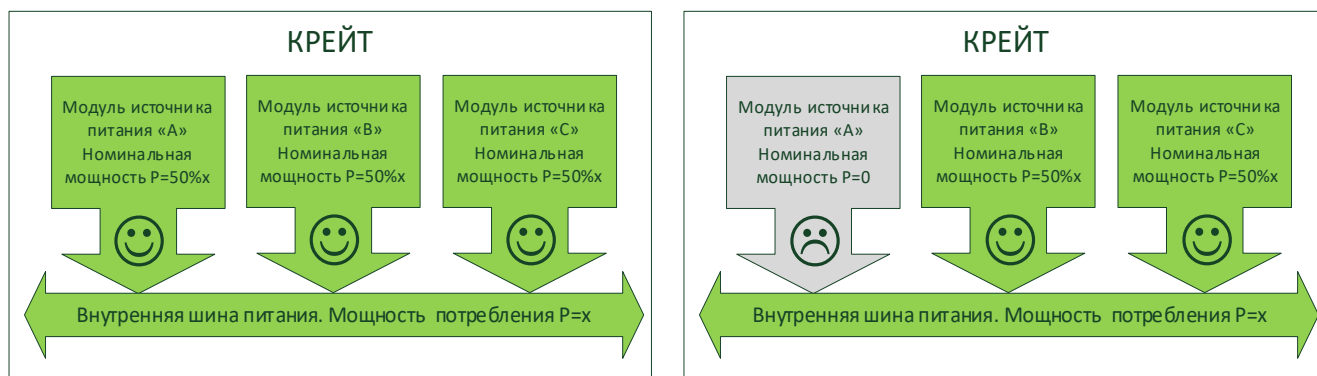 КРЕЙТ
Модуль источника
питания «А»
Номинальная
мощность P=50%x
Модуль источника
питания «В»
Номинальная
мощность P=50%x
Модуль источника
питания «С»
Номинальная
мощность P=50%x
Внутренняя шина питания. Мощность потребления P=x
КРЕЙТ
Модуль источника
питания «А»
Номинальная
мощность P=0
Модуль источника
питания «В»
Номинальная
мощность P=50%x
Модуль источника
питания «С»
Номинальная
мощность P=50%x
Внутренняя шина питания. Мощность потребления P=x